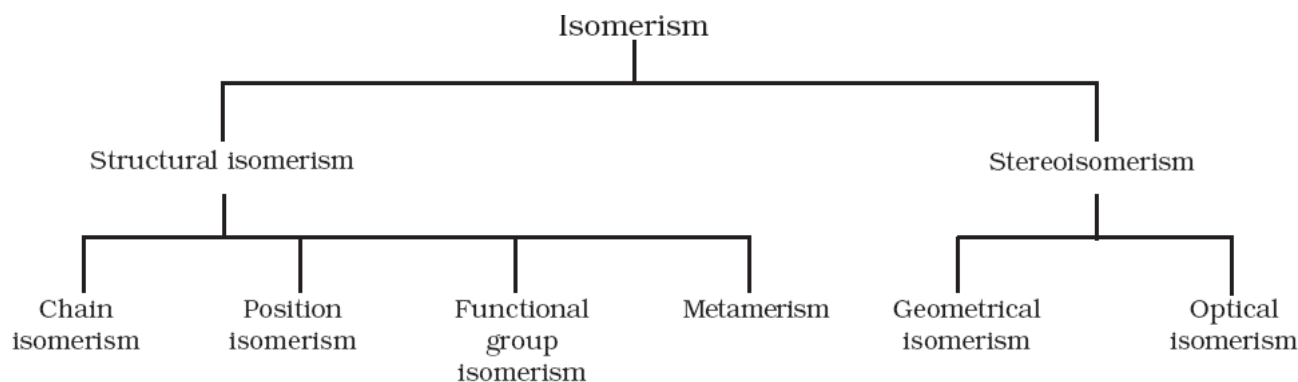 Isomerism
Structural isomerism
Stereoisomerism
Chain
isomerism
Position
isomerism
Functional
group
isomerism
Metamerism
Geometrical
isomerism
Optical
isomerism